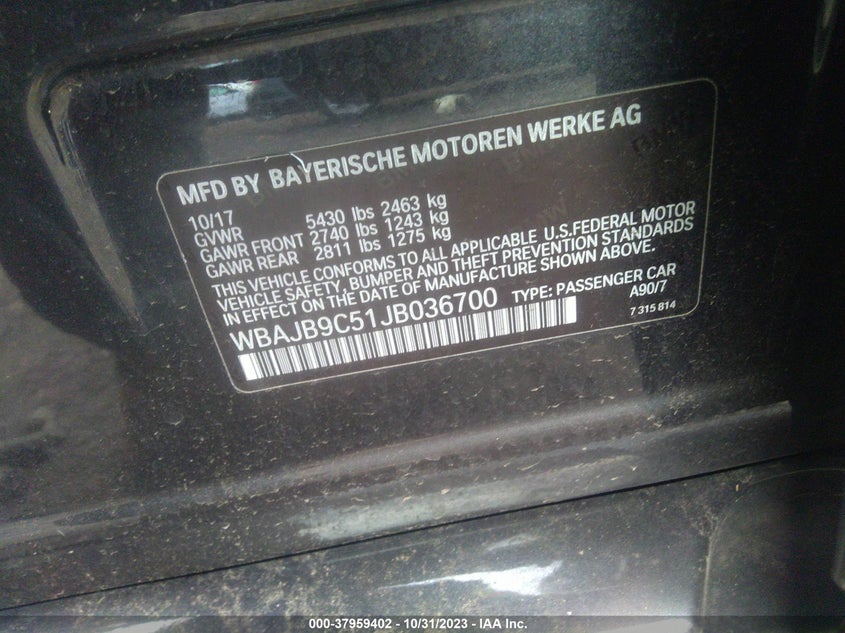 MFD BY BAYERISCHE MOTOREN WERKE AG
10/17
GVWR 5430 lbs 2463 kg
GAWR FRONT 2740 lbs 1243 kg
GAWR REAR 2811 lbs 1275 kg
THIS VEHICLE CONFORMS TO ALL APPLICABLE U.S.FEDERAL MOTOR
VEHICLE SAFETY, BUMPER AND THEFT PREVENTION STANDARDS
IN EFFECT ON THE DATE OF MANUFACTURE SHOWN ABOVE.
WBAJB9C51JB036700 TYPE: PASSENGER CAR
A90/7
7 315 814
000-37959402 - 10/31/2023 - IAA Inc.